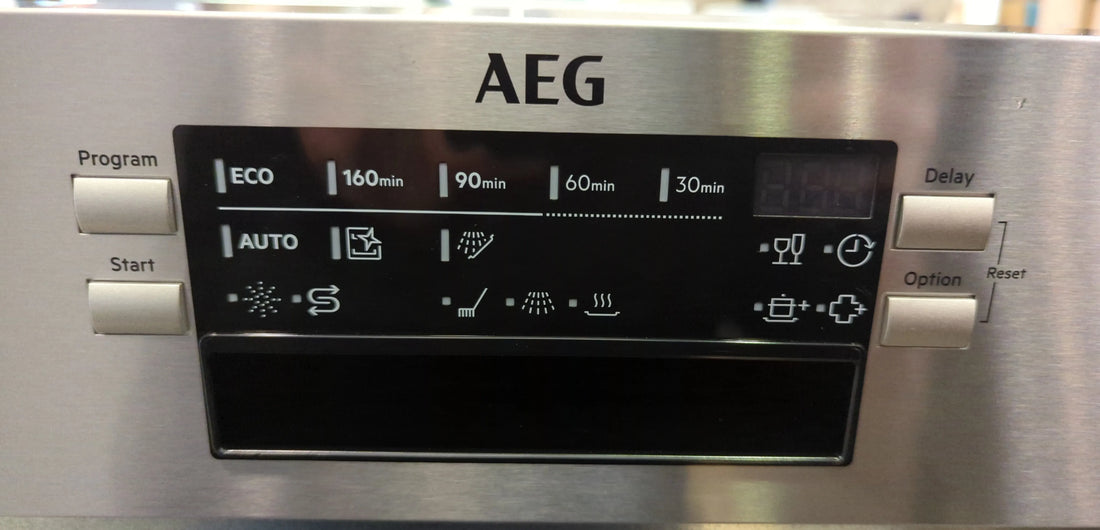 AEG
Program
ECO 160min 90min 60min 30min
Delay
AUTO
Start
Option
Reset